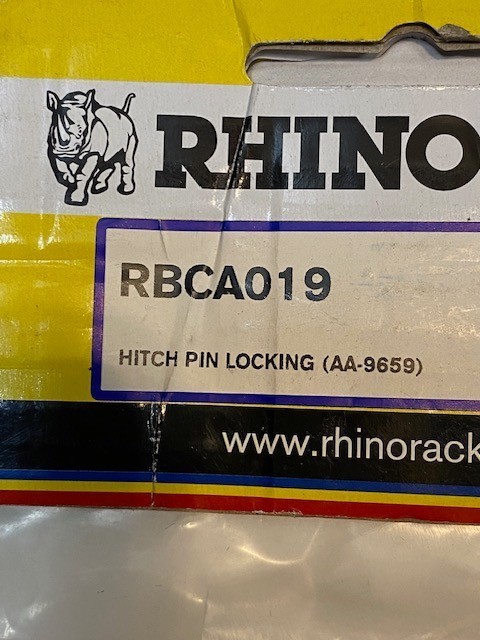 RHINO
RBCA019
HITCH PIN LOCKING (AA-9659)
www.rhinorack